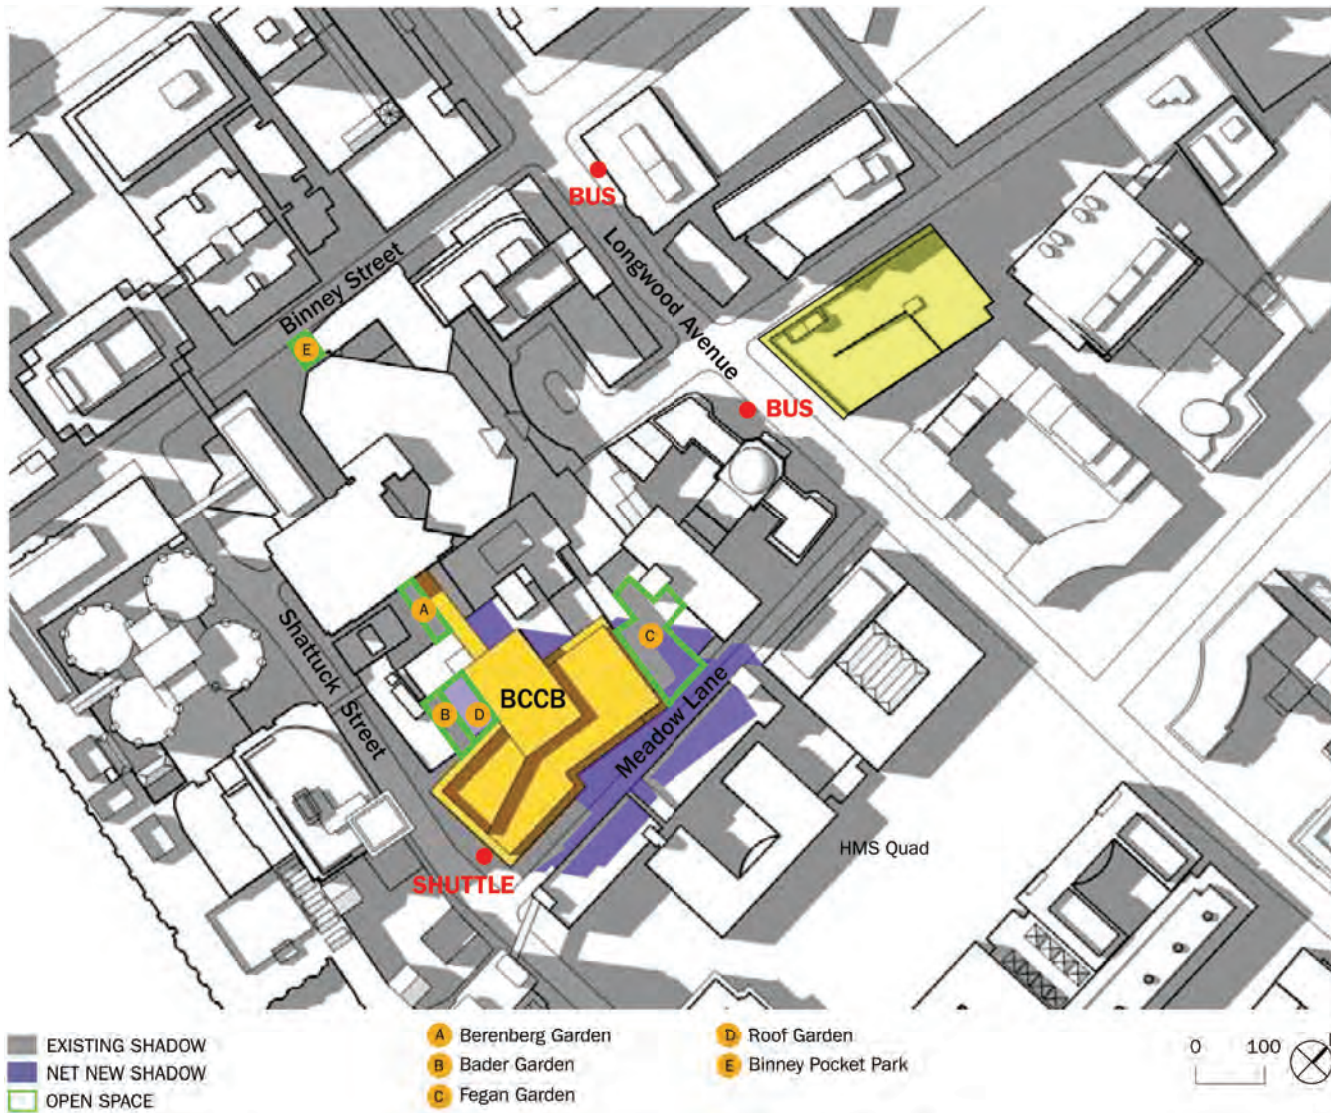 BUS
Longwood Avenue
Binney Street
E
BUS
A
C
Shattuck Street
BCCB
B
D
Meadow Lane
HMS Quad
SHUTTLE
EXISTING SHADOW
NET NEW SHADOW
OPEN SPACE
A Berenberg Garden
B Bader Garden
C Fegan Garden
D Roof Garden
E Binney Pocket Park
0 100